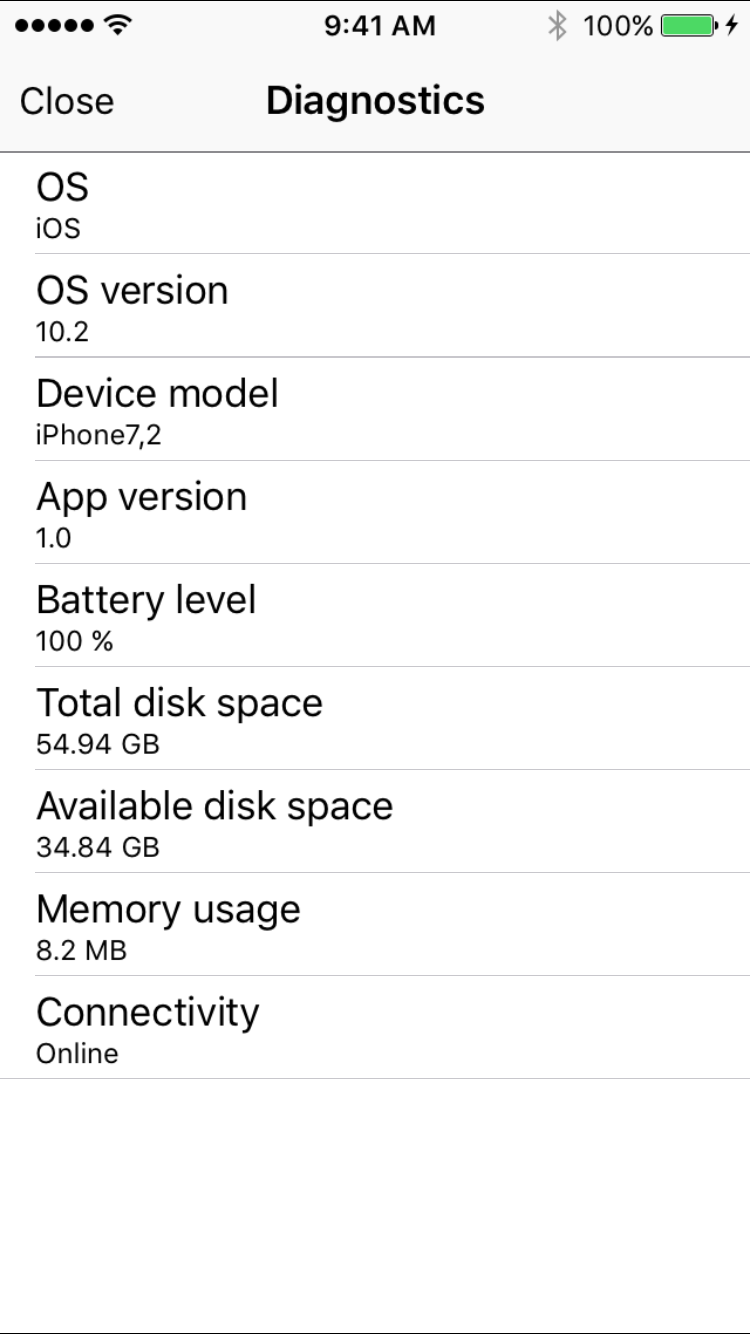 9:41 AM 100%
Close Diagnostics
OS
iOS
OS version
10.2
Device model
iPhone7,2
App version
1.0
Battery level
100 %
Total disk space
54.94 GB
Available disk space
34.84 GB
Memory usage
8.2 MB
Connectivity
Online